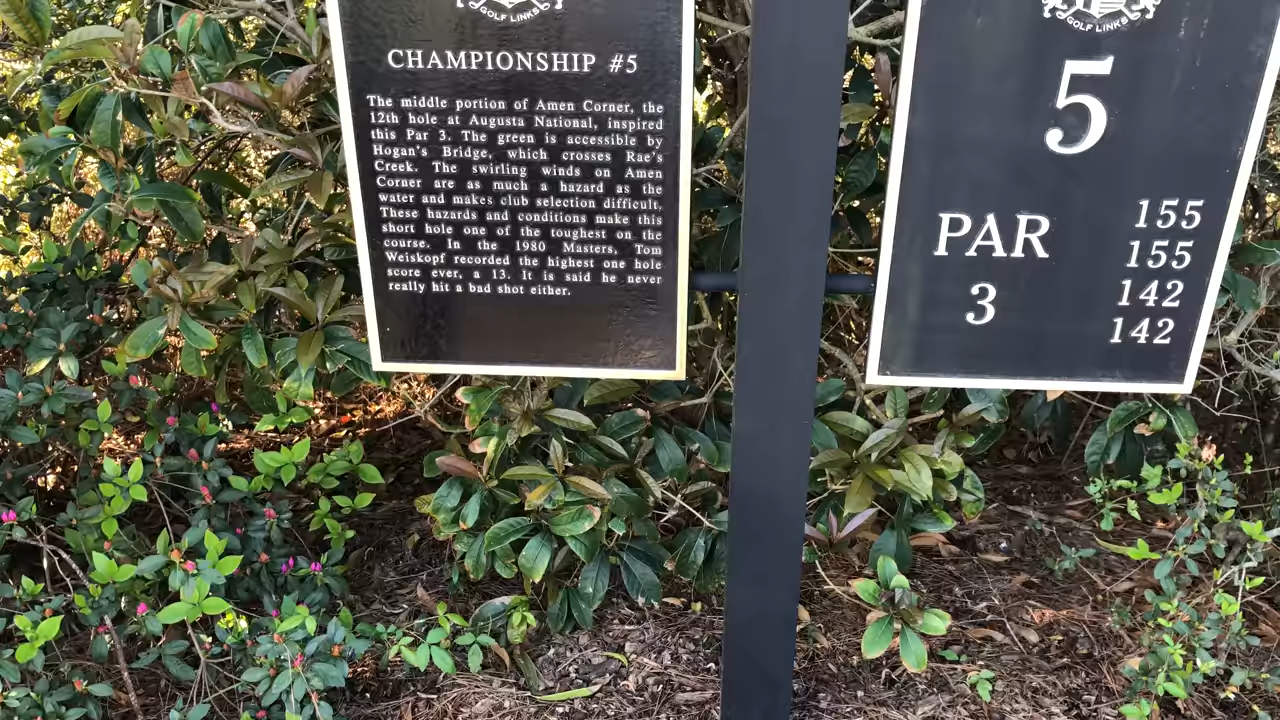 GOLF LINKS
CHAMPIONSHIP #5
The middle portion of Amen Corner, the
12th hole at Augusta National, inspired
this Par 3. The green is accessible by
Hogan's Bridge, which crosses Rae's
Creek. The swirling winds on Amen
Corner are as much a hazard as the
water and makes club selection difficult.
These hazards and conditions make this
short hole one of the toughest on the
course. In the 1980 Masters, Tom
Weiskopf recorded the highest one hole
score ever, a 13. It is said he never
really hit a bad shot either.
GOLF LINKS
5
PAR
3
155
155
142
142